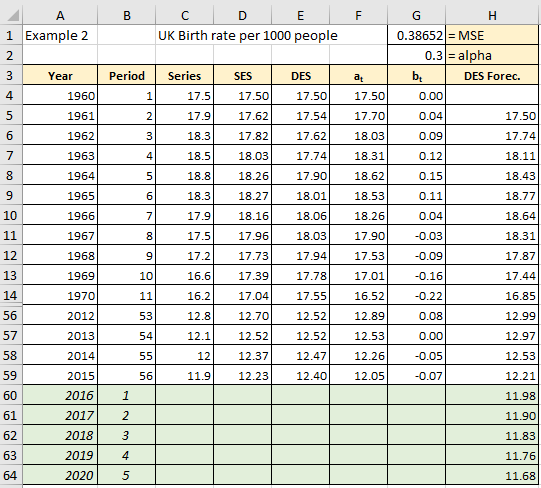 A B C D E F G H
1 Example 2 UK Birth rate per 1000 people 0.38652 = MSE
2 0.3 = alpha
3 Year Period Series SES DES at bt DES Forec.
4 1960 1 17.5 17.50 17.50 17.50 0.00
5 1961 2 17.9 17.62 17.54 17.70 0.04 17.50
6 1962 3 18.3 17.82 17.62 18.03 0.09 17.74
7 1963 4 18.5 18.03 17.74 18.31 0.12 18.11
8 1964 5 18.8 18.26 17.90 18.62 0.15 18.43
9 1965 6 18.3 18.27 18.01 18.53 0.11 18.77
10 1966 7 17.9 18.16 18.06 18.26 0.04 18.64
11 1967 8 17.5 17.96 18.03 17.90 -0.03 18.31
12 1968 9 17.2 17.73 17.94 17.53 -0.09 17.87
13 1969 10 16.6 17.39 17.78 17.01 -0.16 17.44
14 1970 11 16.2 17.04 17.55 16.52 -0.22 16.85
56 2012 53 12.8 12.70 12.52 12.89 0.08 12.99
57 2013 54 12.1 12.52 12.52 12.53 0.00 12.97
58 2014 55 12 12.37 12.47 12.26 -0.05 12.53
59 2015 56 11.9 12.23 12.40 12.05 -0.07 12.21
60 2016 1 11.98
61 2017 2 11.90
62 2018 3 11.83
63 2019 4 11.76
64 2020 5 11.68